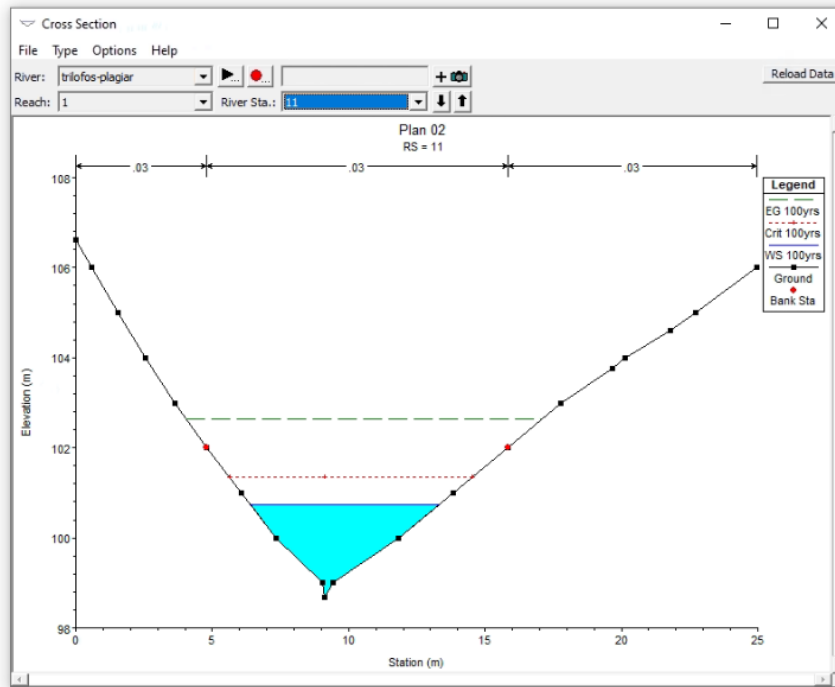 Cross Section
File Type Options Help
River: trilofos-plagiar Reload Data
Reach: 1 River Sta.: 11
Plan 02
RS = 11
.03 .03 .03
Legend
EG 100yrs
Crit 100yrs
WS 100yrs
Ground
Bank Sta
108
106
104
102
100
98
Elevation (m)
0 5 10 15 20 25
Station (m)